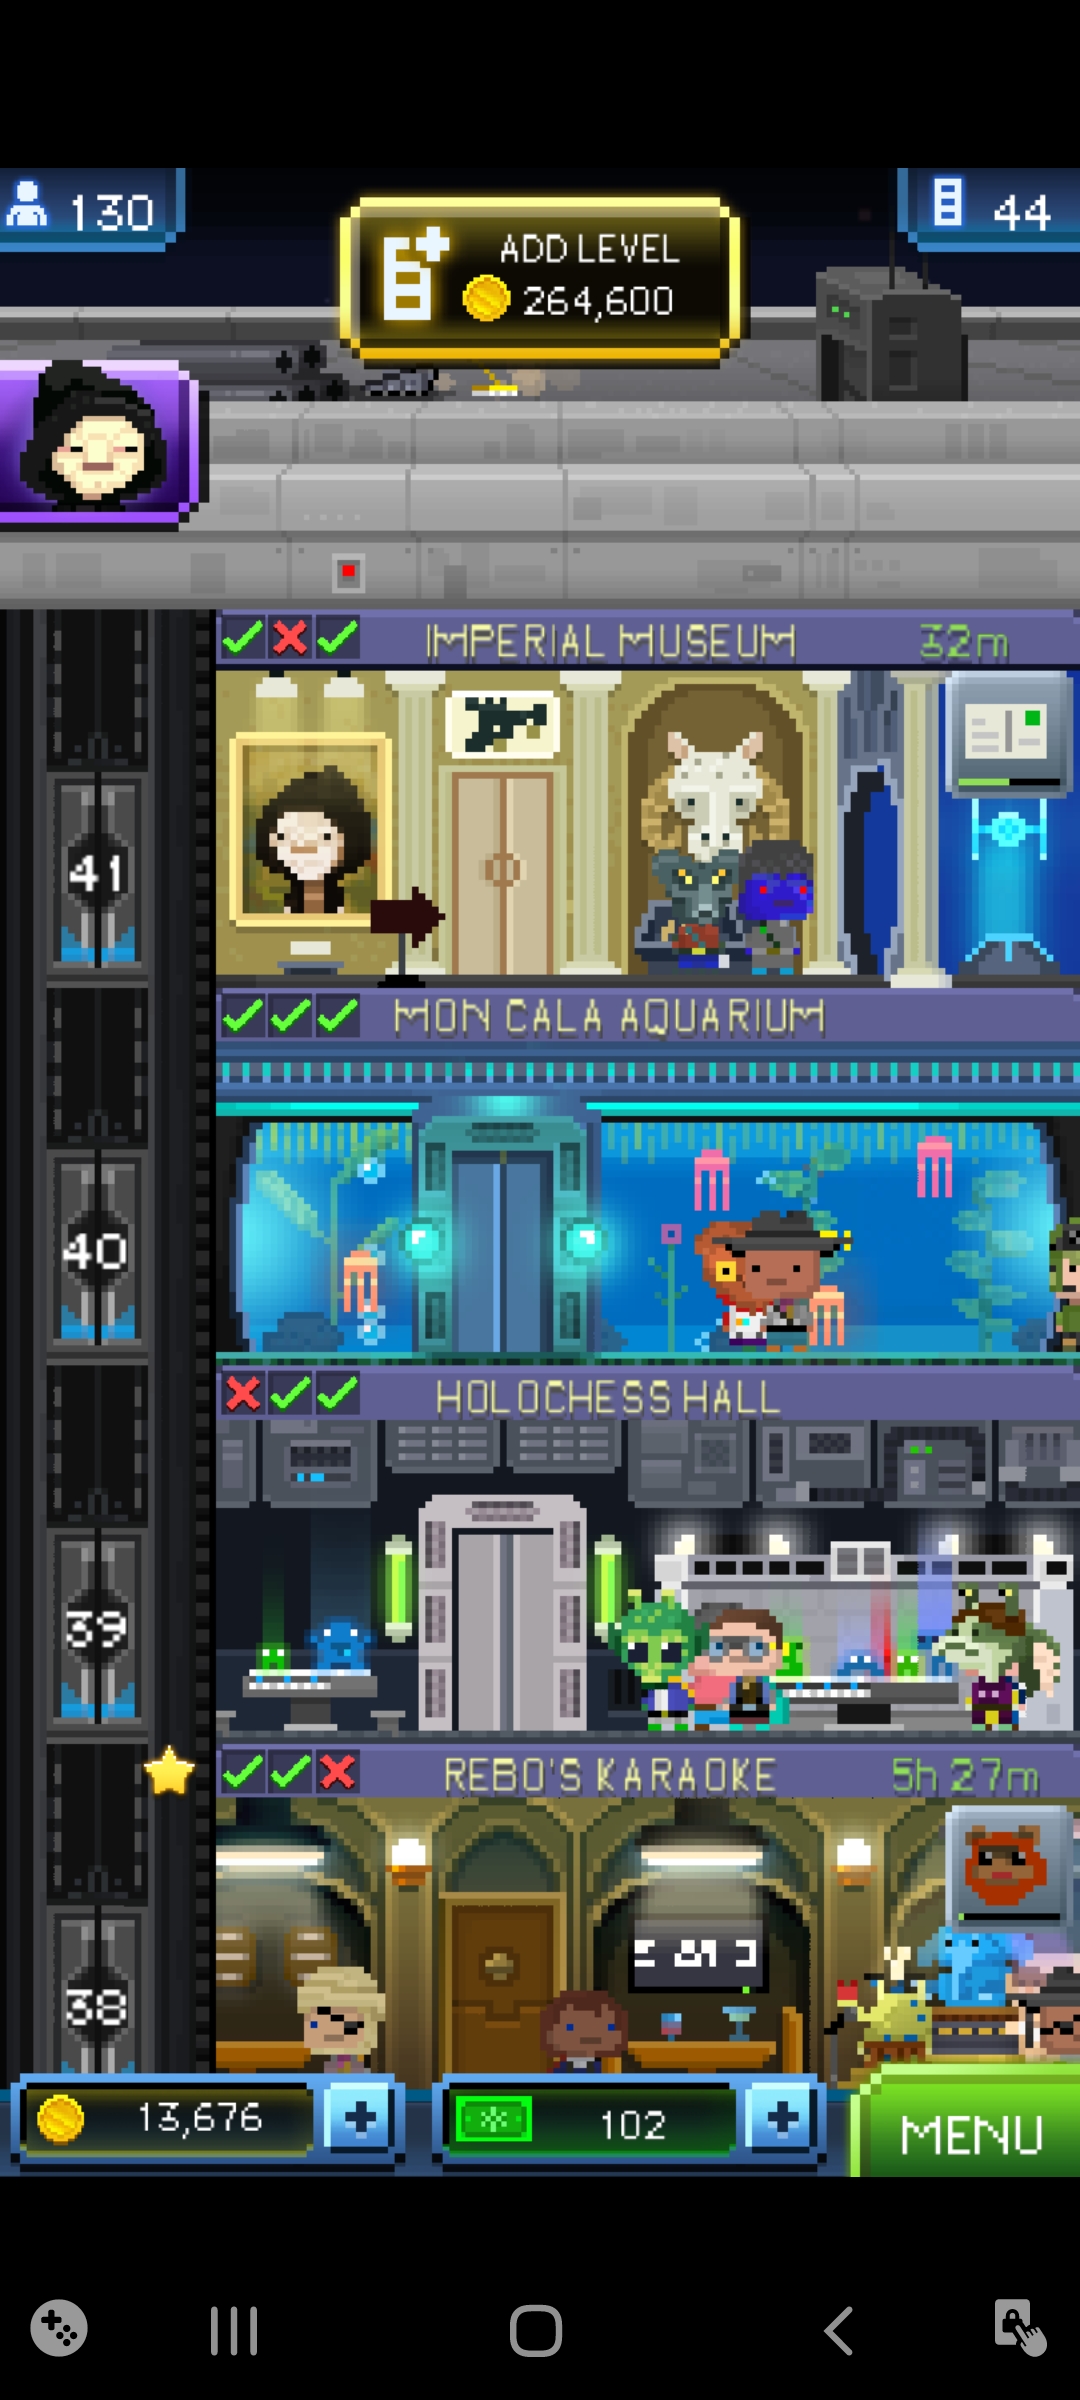 130
ADD LEVEL
264,600
44
IMPERIAL MUSEUM 32m
41
MON CALA AQUARIUM
40
HOLOCHESS HALL
39
REBO'S KARAOKE 5h 27m
38
13,676
102
MENU